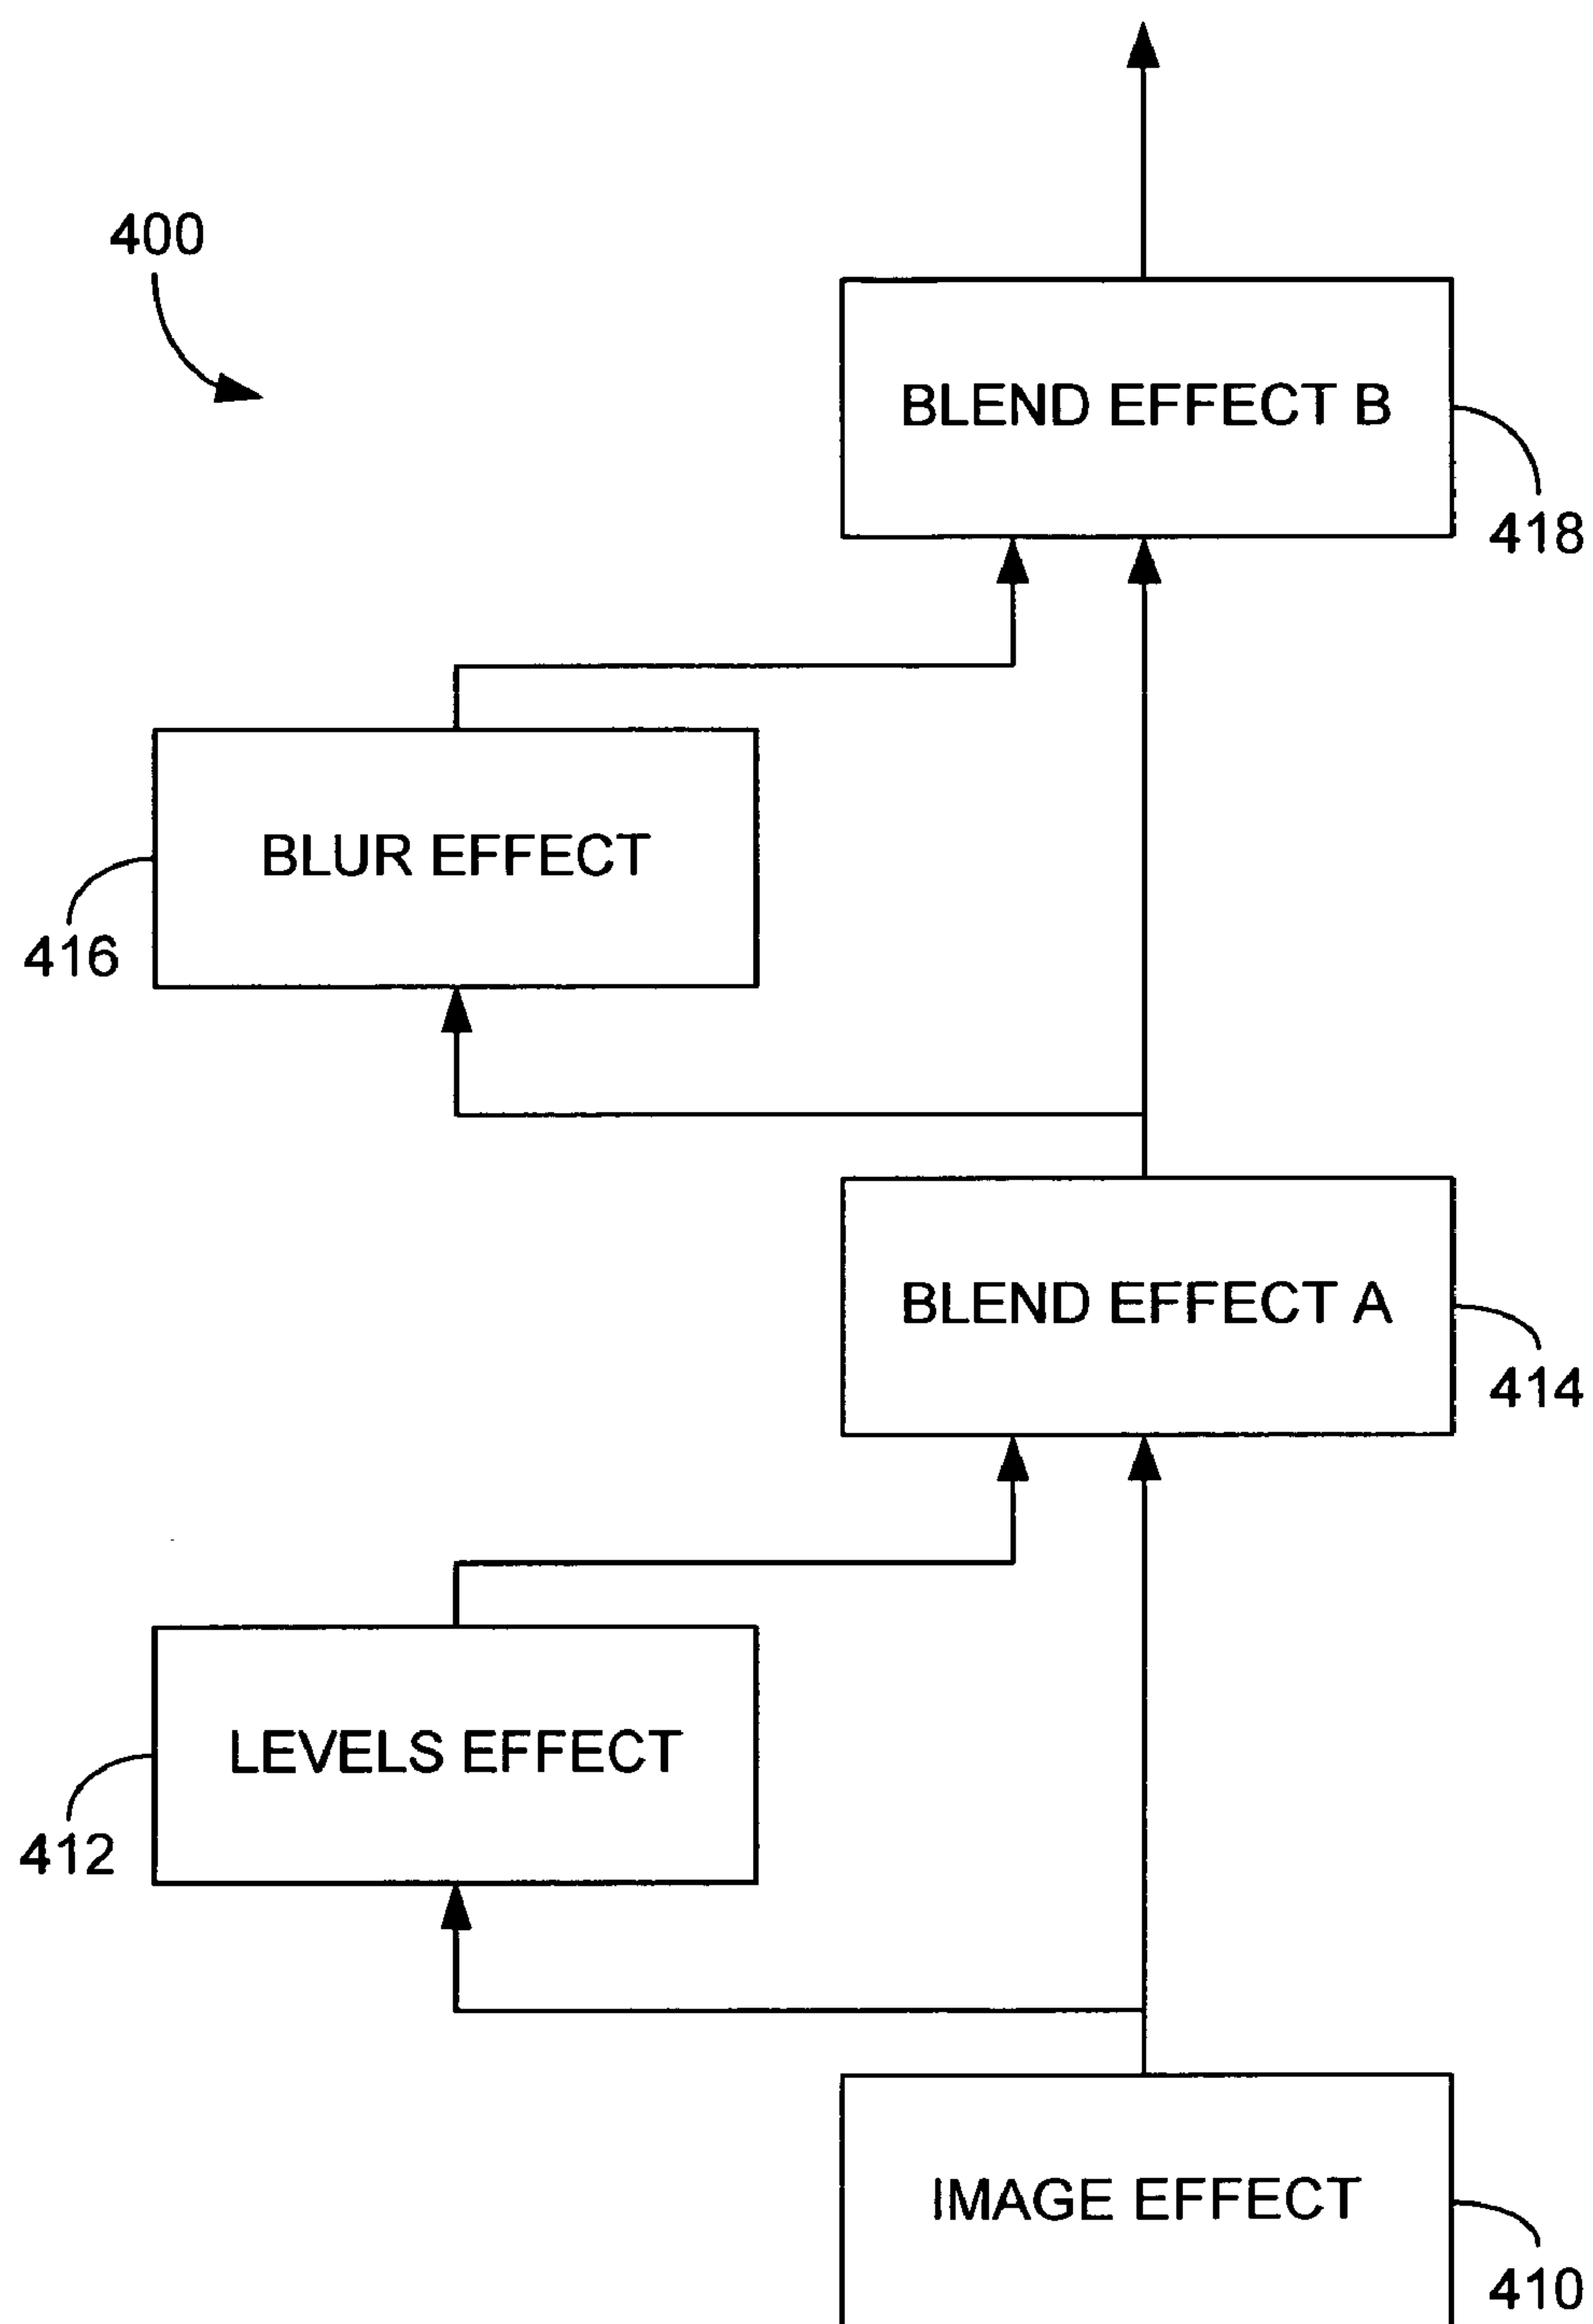 400
BLEND EFFECT B
418
BLUR EFFECT
416
BLEND EFFECT A
414
LEVELS EFFECT
412
IMAGE EFFECT
410